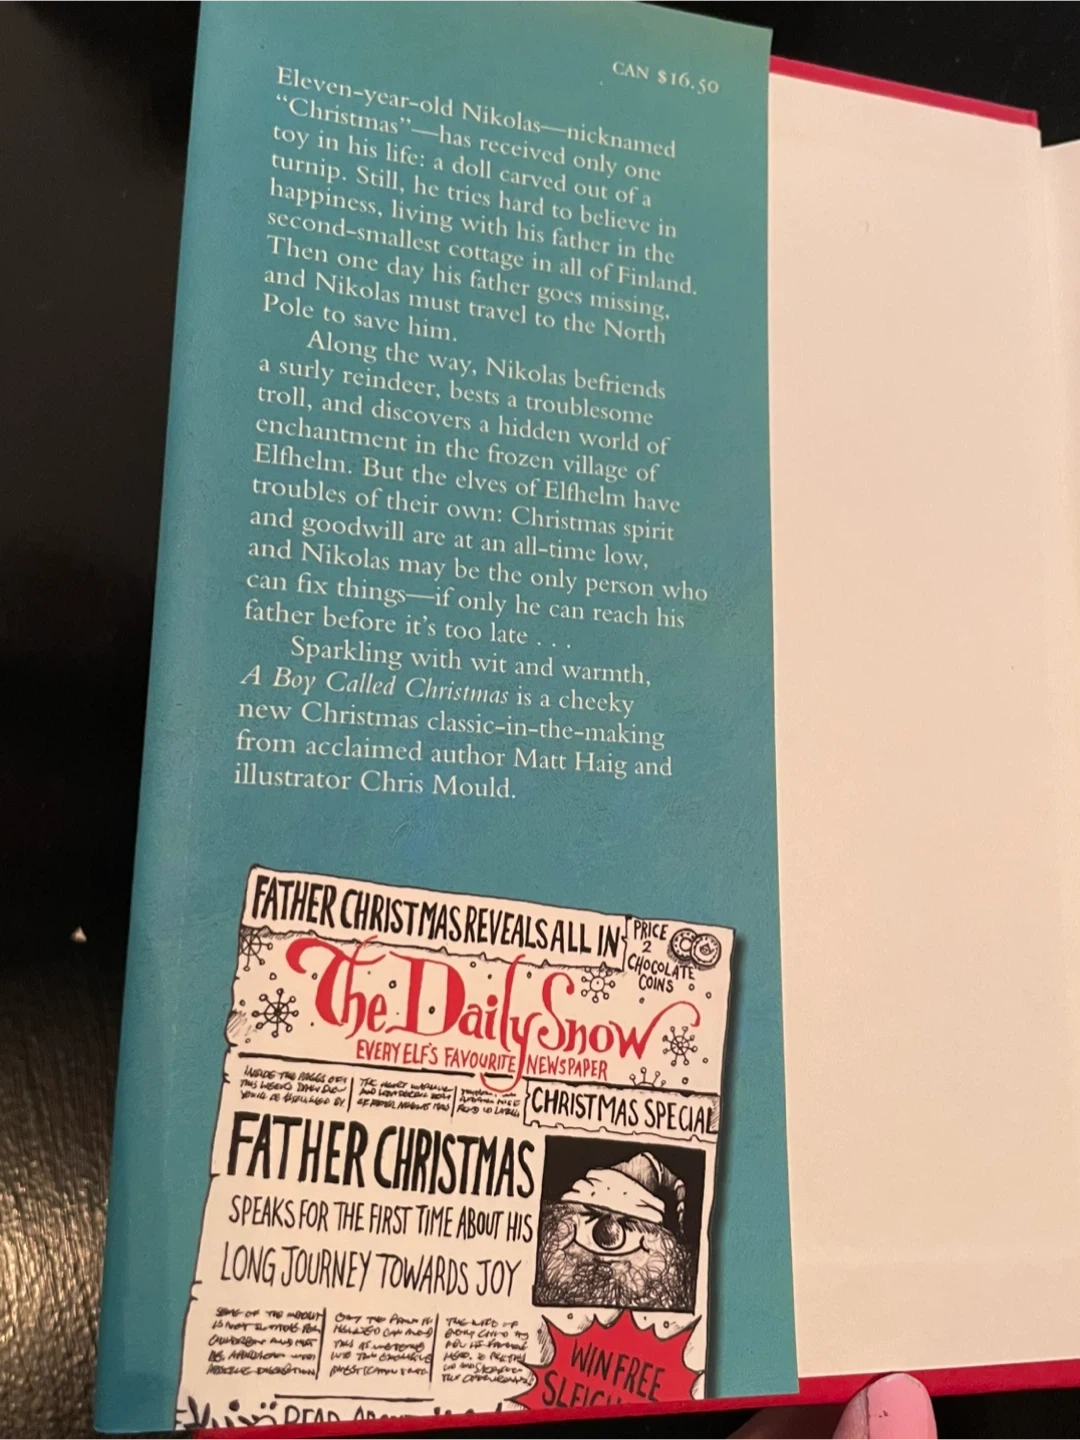 CAN $16.50
Eleven-year-old Nikolas—nicknamed
"Christmas"—has received only one
toy in his life: a doll carved out of a
turnip. Still, he tries hard to believe in
happiness, living with his father in the
second-smallest cottage in all of Finland.
Then one day his father goes missing,
and Nikolas must travel to the North
Pole to save him.
Along the way, Nikolas befriends
a surly reindeer, bests a troublesome
troll, and discovers a hidden world of
enchantment in the frozen village of
Elfhelm. But the elves of Elfhelm have
troubles of their own: Christmas spirit
and goodwill are at an all-time low,
and Nikolas may be the only person who
can fix things—if only he can reach his
father before it's too late . . .
Sparkling with wit and warmth,
A Boy Called Christmas is a cheeky
new Christmas classic-in-the-making
from acclaimed author Matt Haig and
illustrator Chris Mould.
FATHER CHRISTMAS REVEALS ALL IN
PRICE
2
CHOCOLATE
COINS
The Daily Snow
EVERY ELF'S FAVOURITE NEWSPAPER
CHRISTMAS SPECIAL
FATHER CHRISTMAS
SPEAKS FOR THE FIRST TIME ABOUT HIS
LONG JOURNEY TOWARDS JOY
WIN FREE